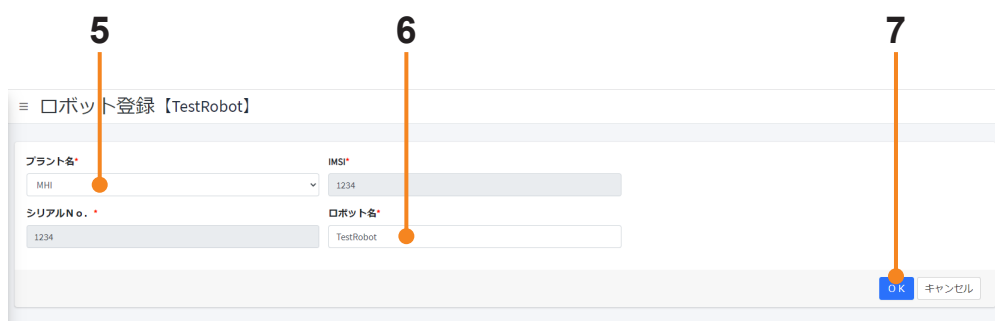 5 6 7
≡ ロボット登録【TestRobot】
プラント名* IMSI*
MHI 1234
シリアルNo.* ロボット名*
1234 TestRobot
OK キャンセル